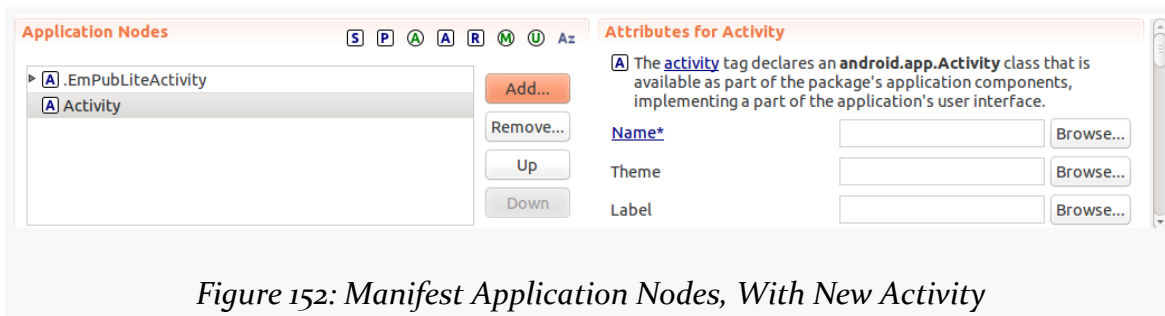 Application Nodes
S P A A R M U Az
.EmPubLiteActivity
A Activity
Add...
Remove...
Up
Down
Attributes for Activity
A The activity tag declares an android.app.Activity class that is
available as part of the package's application components,
implementing a part of the application's user interface.
Name* Browse...
Theme Browse...
Label Browse...
Figure 152: Manifest Application Nodes, With New Activity